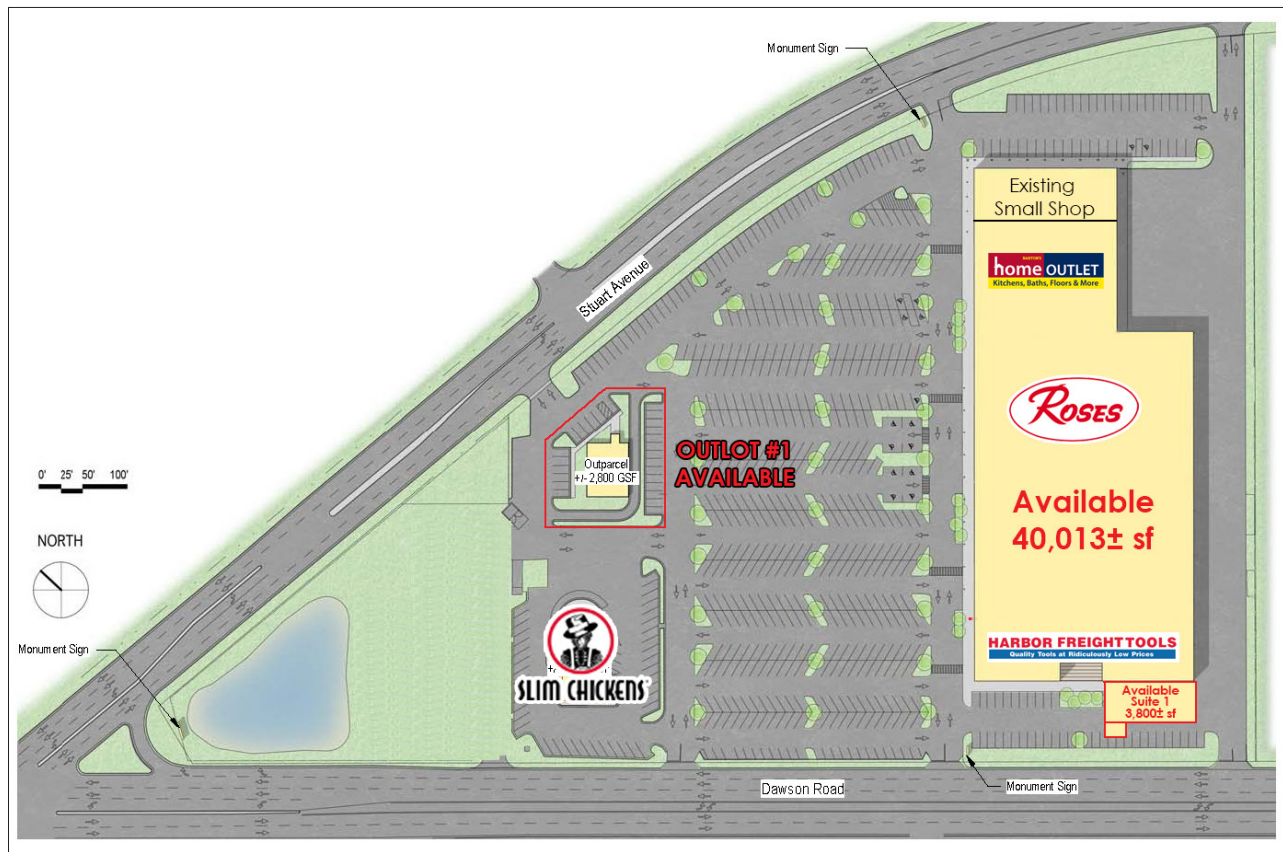 Monument Sign
Existing
Small Shop
home OUTLET
Kitchens, Baths, Floors & More
Stuart Avenue
ROSES
OUTLOT #1
AVAILABLE
Outparcel
+/- 2,800 GSF
0' 25' 50' 100'
Available
40,013± sf
NORTH
Monument Sign
HARBOR FREIGHT TOOLS
Quality Tools at Ridiculously Low Prices
SLIM CHICKENS
Available
Suite 1
3,800± sf
Dawson Road
Monument Sign